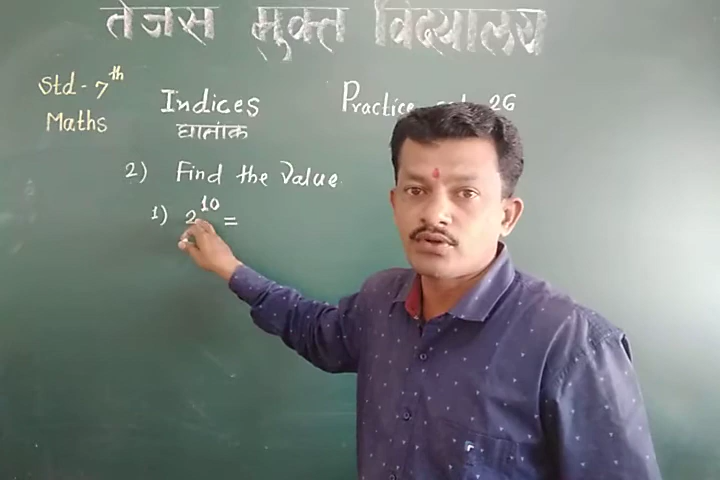 तेजस मुक्त विद्यालय
Std - 7th
Maths
Indices
घातांक
Practice 26
2) Find the Value
1) 2^10 =